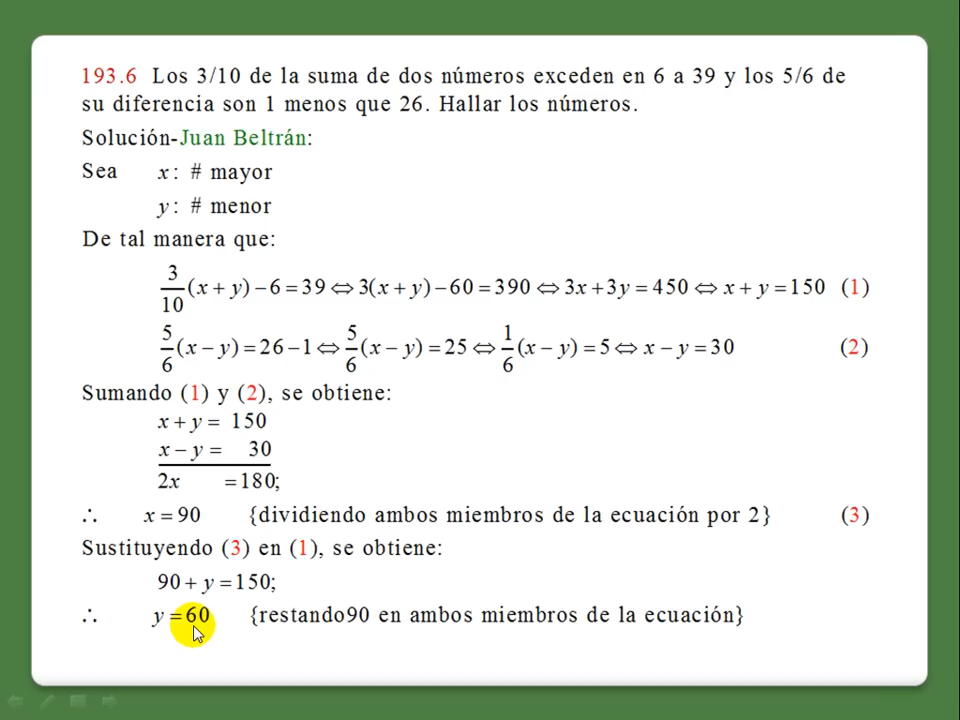 193.6 Los 3/10 de la suma de dos números exceden en 6 a 39 y los 5/6 de
su diferencia son 1 menos que 26. Hallar los números.
Solución-Juan Beltrán:
Sea x: # mayor
y: # menor
De tal manera que:
3/10 (x + y) − 6 = 39 ⇔ 3(x + y) − 60 = 390 ⇔ 3x + 3y = 450 ⇔ x + y = 150 (1)
5/6 (x − y) = 26 − 1 ⇔ 5/6 (x − y) = 25 ⇔ 1/6 (x − y) = 5 ⇔ x − y = 30 (2)
Sumando (1) y (2), se obtiene:
x + y = 150
x − y = 30
2x = 180;
∴ x = 90 {dividiendo ambos miembros de la ecuación por 2} (3)
Sustituyendo (3) en (1), se obtiene:
90 + y = 150;
∴ y = 60 {restando90 en ambos miembros de la ecuación}